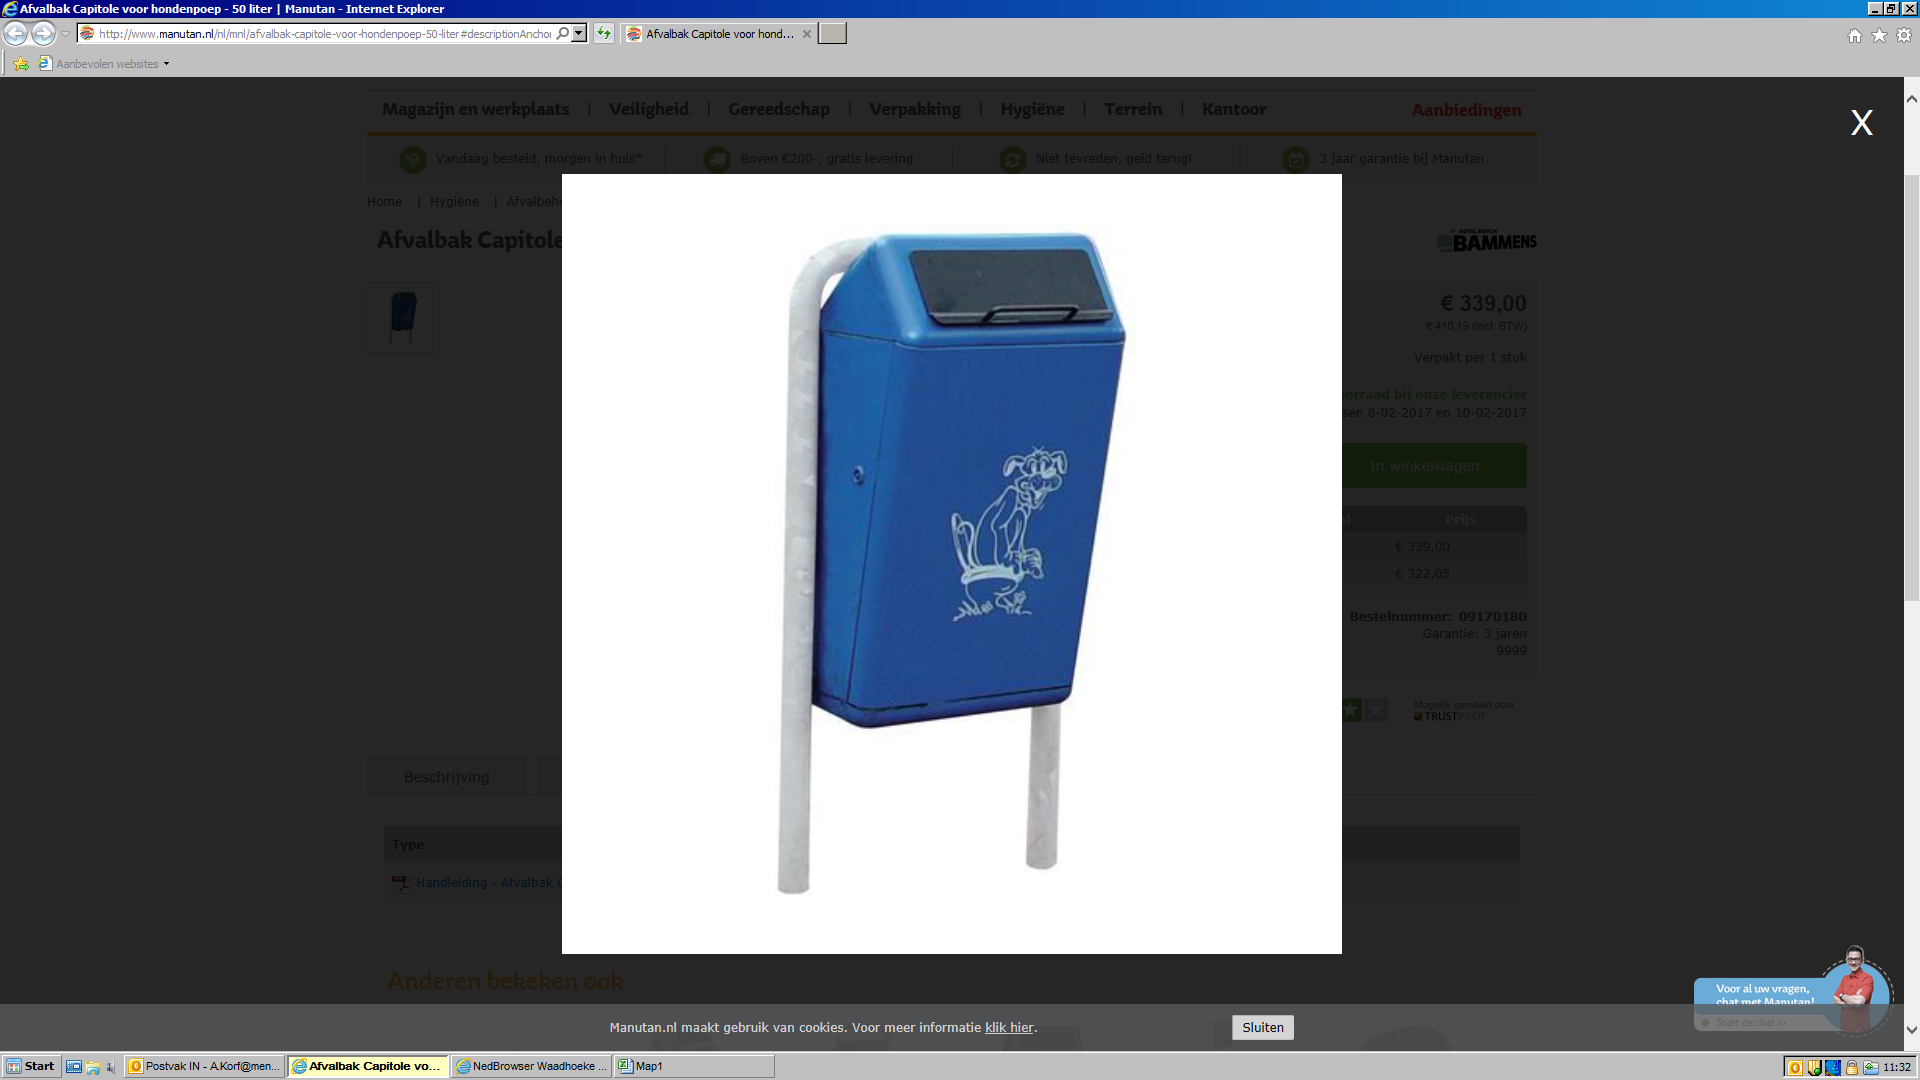 Afvalbak Capitole voor hondenpoep - 50 liter | Manutan - Internet Explorer
http://www.manutan.nl/nl/mnl/afvalbak-capitole-voor-hondenpoep-50-liter#descriptionAnchor
Afvalbak Capitole voor hond...
Aanbevolen websites
X
Magazijn en werkplaats | Veiligheid | Gereedschap | Verpakking | Hygiëne | Terrein | Kantoor Aanbiedingen
Vandaag besteld, morgen in huis* Boven €200-, gratis levering Niet tevreden, geld terug! 3 jaar garantie bij Manutan
Home | Hygiëne | Afvalbehe
Afvalbak Capitole
ROYAL DUTCH
BAMMENS
€ 339,00
€ 410,19 (incl. BTW)
Verpakt per 1 stuk
orraad bij onze leverancier
sen 8-02-2017 en 10-02-2017
In winkelwagen
Prijs
€ 339,00
€ 322,05
Bestelnummer: 09170180
Garantie: 3 jaren
9999
Mogelijk gemaakt door
TRUSTPILOT
Beschrijving
Type
Handleiding - Afvalbak C
Anderen bekeken ook
Voor al uw vragen,
chat met Manutan!
Start de chat >>
Manutan.nl maakt gebruik van cookies. Voor meer informatie klik hier.
Sluiten
Start
Postvak IN - A.Korf@men...
Afvalbak Capitole vo...
NedBrowser Waadhoeke ...
Map1
11:32